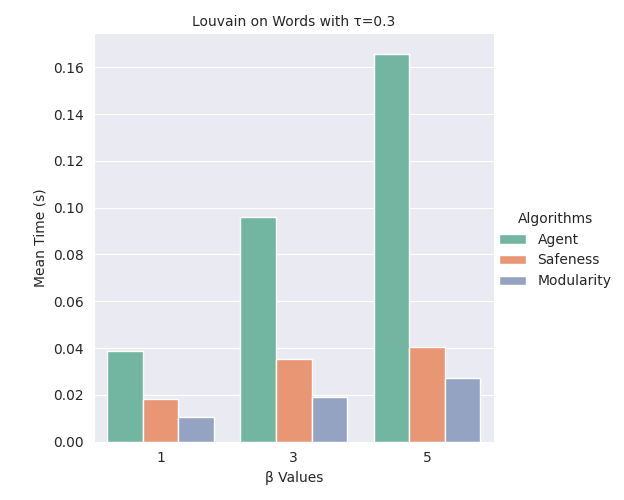 Louvain on Words with τ=0.3
0.16
0.14
0.12
0.10
0.08
0.06
0.04
0.02
0.00
Mean Time (s)
1 3 5
β Values
Algorithms
Agent
Safeness
Modularity